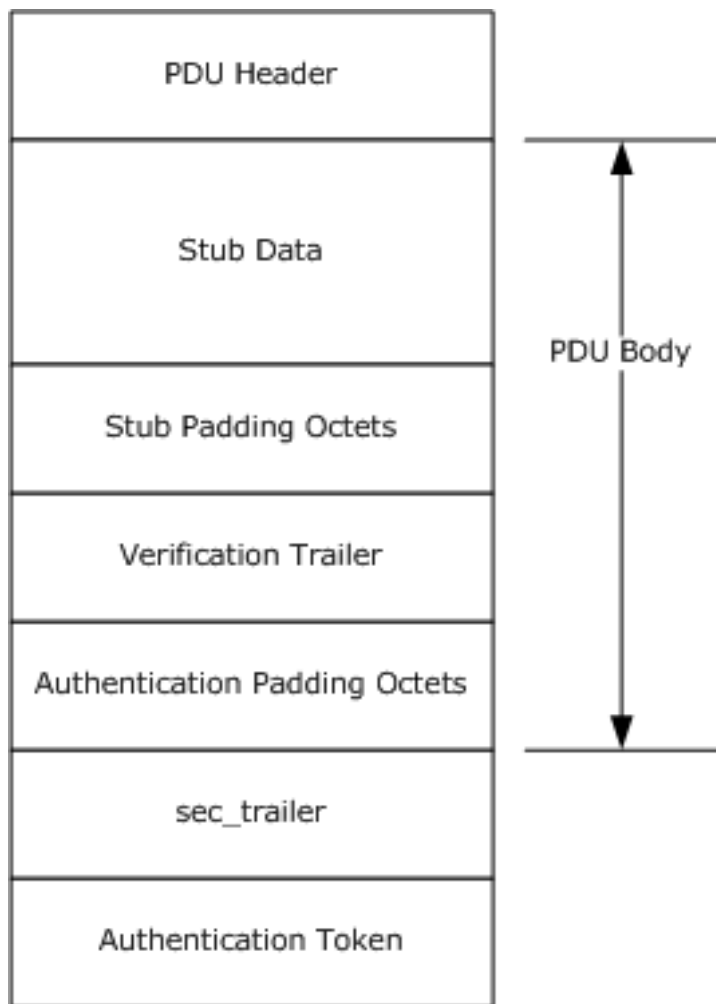 PDU Header
Stub Data
PDU Body
Stub Padding Octets
Verification Trailer
Authentication Padding Octets
sec_trailer
Authentication Token